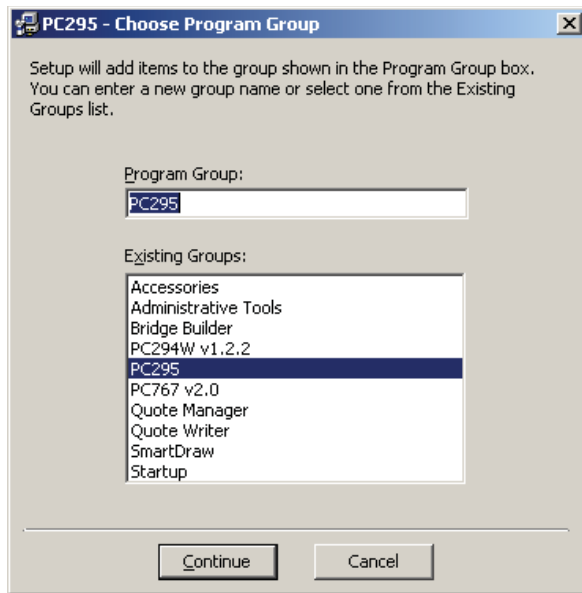 PC295 - Choose Program Group
Setup will add items to the group shown in the Program Group box.
You can enter a new group name or select one from the Existing
Groups list.
Program Group:
PC295
Existing Groups:
Accessories
Administrative Tools
Bridge Builder
PC294W v1.2.2
PC295
PC767 v2.0
Quote Manager
Quote Writer
SmartDraw
Startup
Continue
Cancel